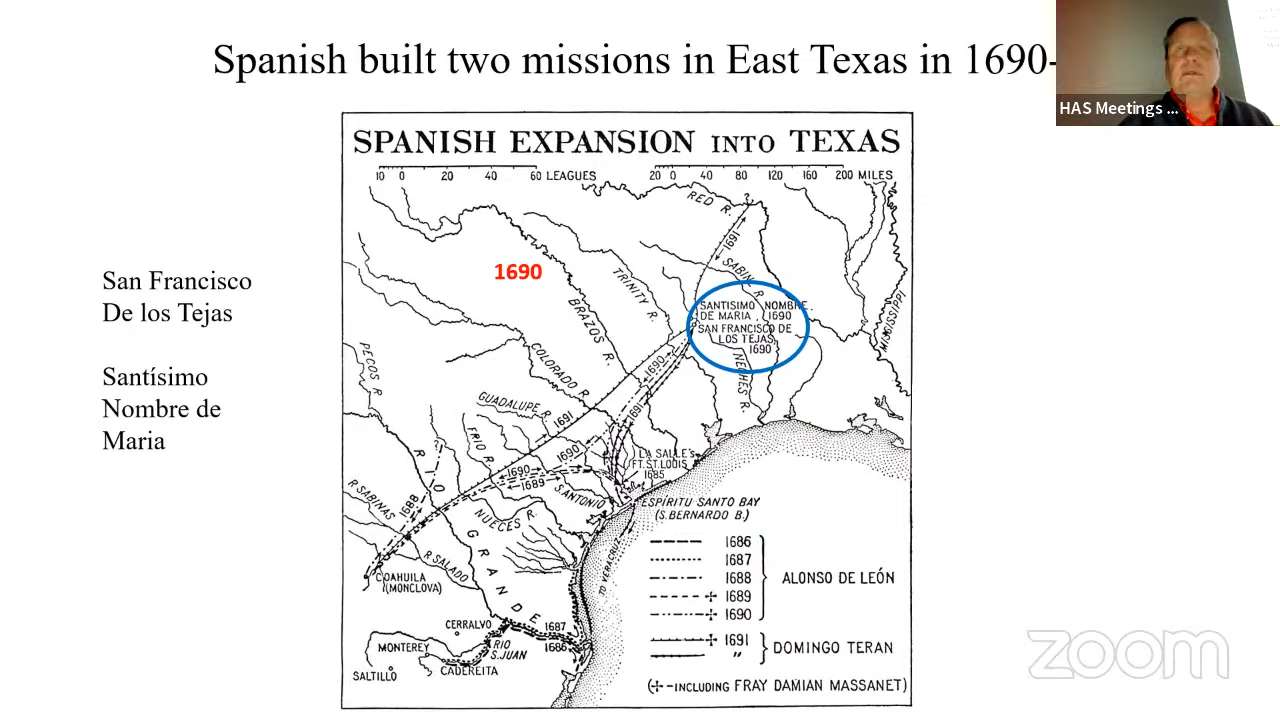 Spanish built two missions in East Texas in 1690-
HAS Meetings ...
San Francisco
De los Tejas
Santísimo
Nombre de
Maria
SPANISH EXPANSION INTO TEXAS
10 0 20 40 60 LEAGUES
20 0 40 80 120 160 200 MILES
RED R.
1691
1690
SABINE R.
TRINITY R.
BRAZOS R.
MISSISSIPPI
SANTISIMO NOMBRE
DE MARIA, 1690
SAN FRANCISCO DE
LOS TEJAS
1690
NECHES R.
COLORADO R.
PECOS R.
GUADALUPE R.
1690
1691
1691
FRIO R.
1690
LA SALLE'S
FT. ST. LOUIS
1685
?
RIO GRANDE
1690
1689
S. ANTONIO R.
R. SABINAS
1688
NUECES R.
ESPÍRITU SANTO BAY
(S. BERNARDO B.)
R. SALADO
TO VERACRUZ
COAHUILA
(MONCLOVA)
1686
1687
1688
1689
1690
ALONSO DE LEÓN
1691
"
DOMINGO TERAN
CERRALVO
1687
1686
MONTERREY
RIO
S. JUAN
CADEREITA
SALTILLO
(✢-INCLUDING FRAY DAMIAN MASSANET)
zoom